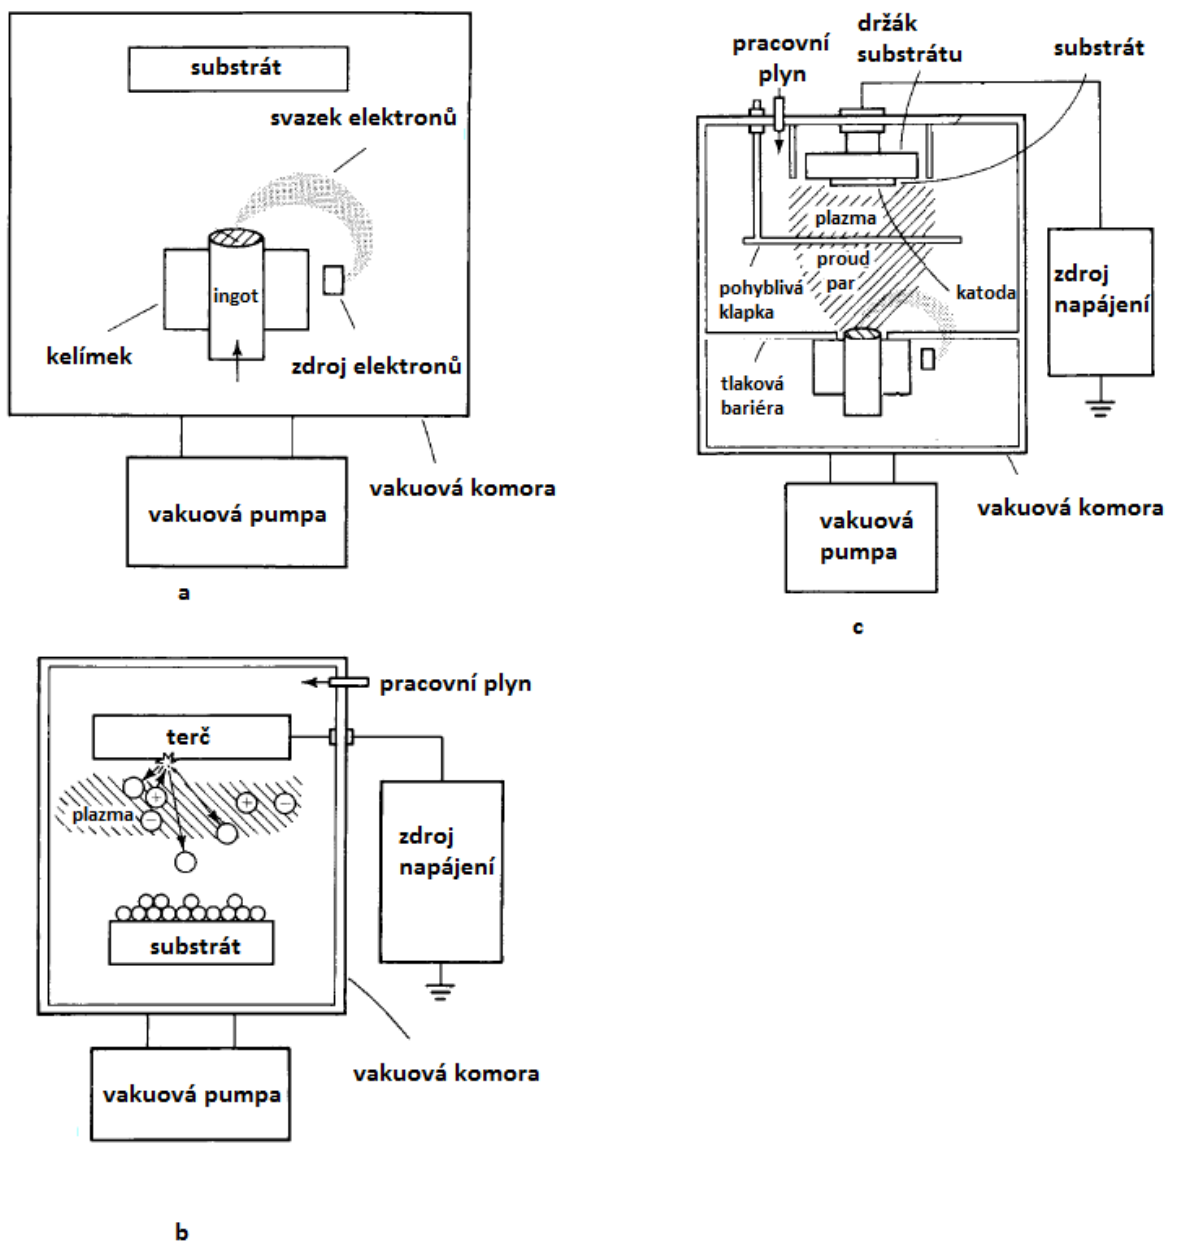 substrát
svazek elektronů
ingot
kelímek
zdroj elektronů
vakuová komora
vakuová pumpa
a
pracovní
plyn
držák
substrátu
substrát
plazma
proud
par
pohyblivá
klapka
katoda
zdroj
napájení
tlaková
bariéra
vakuová komora
vakuová
pumpa
c
pracovní plyn
terč
plazma
+
+
−
−
zdroj
napájení
substrát
vakuová komora
vakuová pumpa
b